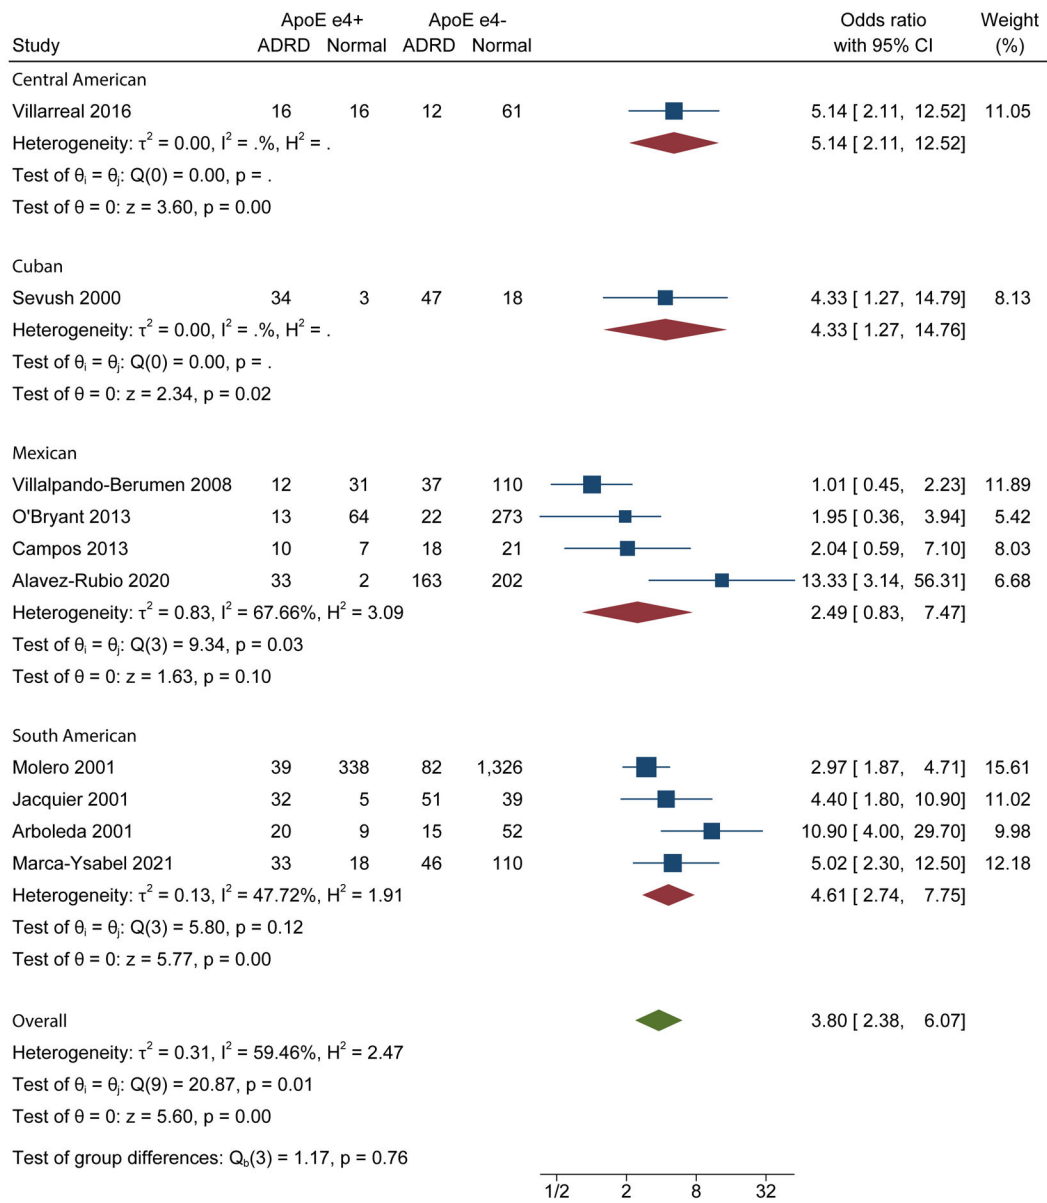 ApoE e4+ ApoE e4- Odds ratio Weight
Study ADRD Normal ADRD Normal with 95% CI (%)
Central American
Villarreal 2016 16 16 12 61 5.14 [ 2.11, 12.52] 11.05
Heterogeneity: τ² = 0.00, I² = .%, H² = . 5.14 [ 2.11, 12.52]
Test of θᵢ = θⱼ: Q(0) = 0.00, p = .
Test of θ = 0: z = 3.60, p = 0.00
Cuban
Sevush 2000 34 3 47 18 4.33 [ 1.27, 14.79] 8.13
Heterogeneity: τ² = 0.00, I² = .%, H² = . 4.33 [ 1.27, 14.76]
Test of θᵢ = θⱼ: Q(0) = 0.00, p = .
Test of θ = 0: z = 2.34, p = 0.02
Mexican
Villalpando-Berumen 2008 12 31 37 110 1.01 [ 0.45, 2.23] 11.89
O'Bryant 2013 13 64 22 273 1.95 [ 0.36, 3.94] 5.42
Campos 2013 10 7 18 21 2.04 [ 0.59, 7.10] 8.03
Alavez-Rubio 2020 33 2 163 202 13.33 [ 3.14, 56.31] 6.68
Heterogeneity: τ² = 0.83, I² = 67.66%, H² = 3.09 2.49 [ 0.83, 7.47]
Test of θᵢ = θⱼ: Q(3) = 9.34, p = 0.03
Test of θ = 0: z = 1.63, p = 0.10
South American
Molero 2001 39 338 82 1,326 2.97 [ 1.87, 4.71] 15.61
Jacquier 2001 32 5 51 39 4.40 [ 1.80, 10.90] 11.02
Arboleda 2001 20 9 15 52 10.90 [ 4.00, 29.70] 9.98
Marca-Ysabel 2021 33 18 46 110 5.02 [ 2.30, 12.50] 12.18
Heterogeneity: τ² = 0.13, I² = 47.72%, H² = 1.91 4.61 [ 2.74, 7.75]
Test of θᵢ = θⱼ: Q(3) = 5.80, p = 0.12
Test of θ = 0: z = 5.77, p = 0.00
Overall 3.80 [ 2.38, 6.07]
Heterogeneity: τ² = 0.31, I² = 59.46%, H² = 2.47
Test of θᵢ = θⱼ: Q(9) = 20.87, p = 0.01
Test of θ = 0: z = 5.60, p = 0.00
Test of group differences: Q_b(3) = 1.17, p = 0.76
1/2 2 8 32